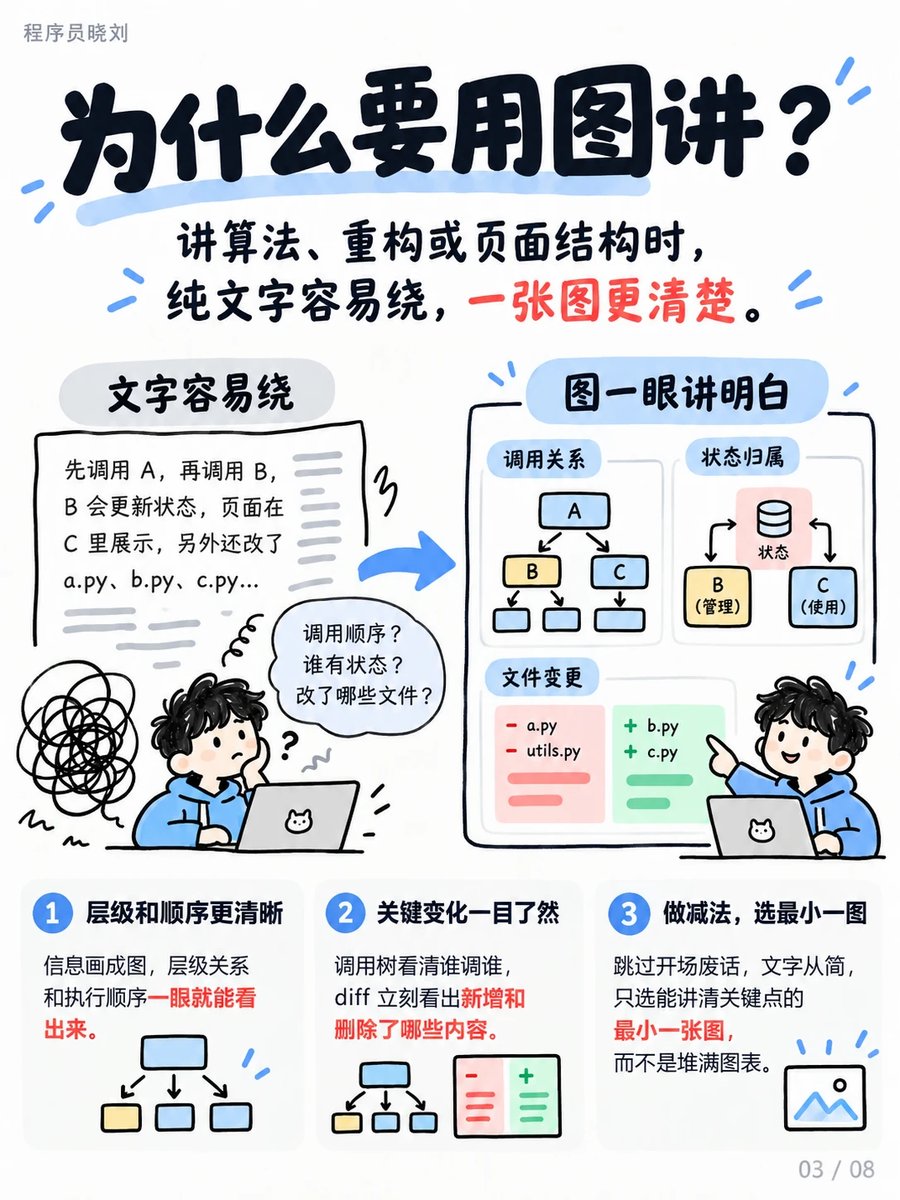 程序员晓刘
为什么要用图讲?
讲算法、重构或页面结构时,
纯文字容易绕,一张图更清楚。
文字容易绕
先调用 A,再调用 B,
B 会更新状态,页面在
C 里展示,另外还改了
a.py、b.py、c.py...
调用顺序?
谁有状态?
改了哪些文件?
?
图一眼讲明白
调用关系
A
B
C
状态归属
状态
B
(管理)
C
(使用)
文件变更
- a.py
- utils.py
+ b.py
+ c.py
1 层级和顺序更清晰
信息画成图,层级关系
和执行顺序一眼就能看
出来。
2 关键变化一目了然
调用树看清谁调谁,
diff 立刻看出新增和
删除了哪些内容。
- +
3 做减法,选最小一图
跳过开场废话,文字从简,
只选能讲清关键点的
最小一张图,
而不是堆满图表。
03 / 08